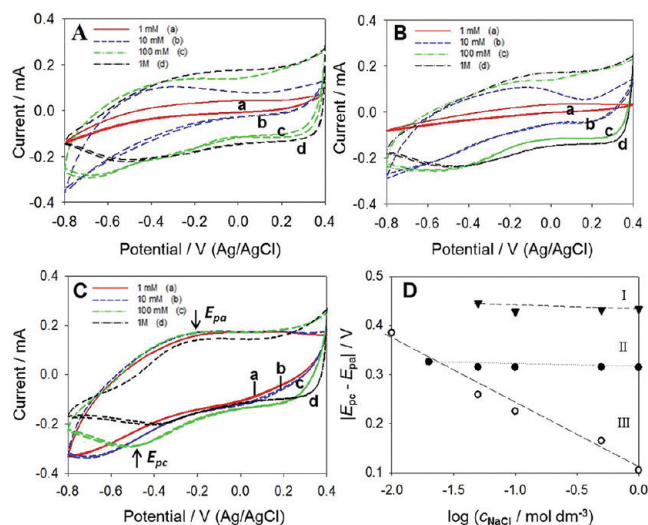 A
1 mM (a)
10 mM (b)
100 mM (c)
1M (d)
Current / mA
0.4
0.2
0.0
-0.2
-0.4
a
b
c
d
-0.8 -0.6 -0.4 -0.2 0.0 0.2 0.4
Potential / V (Ag/AgCl)
B
1 mM (a)
10 mM (b)
100 mM (c)
1M (d)
Current / mA
0.4
0.2
0.0
-0.2
-0.4
a
b
c
d
-0.8 -0.6 -0.4 -0.2 0.0 0.2 0.4
Potential / V (Ag/AgCl)
C
1 mM (a)
10 mM (b)
100 mM (c)
1M (d)
Epa
Current / mA
0.4
0.2
0.0
-0.2
-0.4
a
b
c
d
Epc
-0.8 -0.6 -0.4 -0.2 0.0 0.2 0.4
Potential / V (Ag/AgCl)
D
I
II
III
|Epc - Epa| / V
0.5
0.4
0.3
0.2
0.1
-2.0 -1.5 -1.0 -0.5 0.0
log (cNaCl / mol dm-3)